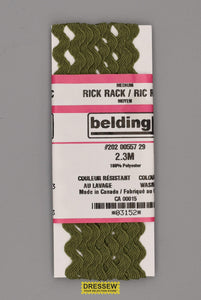 MEDIUM
RICK RACK / RIC R
MOYEN
belding
#202 00557 29
2.3M
100% Polyester
COULEUR RÉSISTANT COLOU
AU LAVAGE WASH
Made in Canada / Fabriqué au C
CA 00015
*03152*
DRESSEW